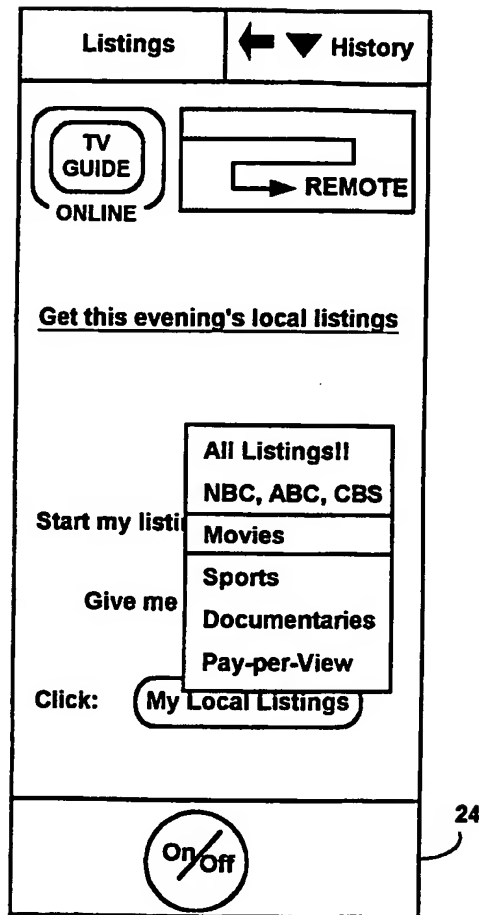 Listings
History
TV
GUIDE
ONLINE
REMOTE
Get this evening's local listings
All Listings!!
NBC, ABC, CBS
Start my listi
Movies
Sports
Give me
Documentaries
Pay-per-View
Click: My Local Listings
On/Off
24